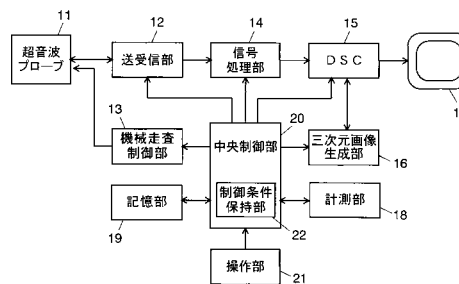 11
超音波
プローブ
12
送受信部
14
信号
処理部
15
DSC
13
機械走査
制御部
20
中央制御部
三次元画像
生成部
16
記憶部
19
制御条件
保持部
22
計測部
18
操作部
21